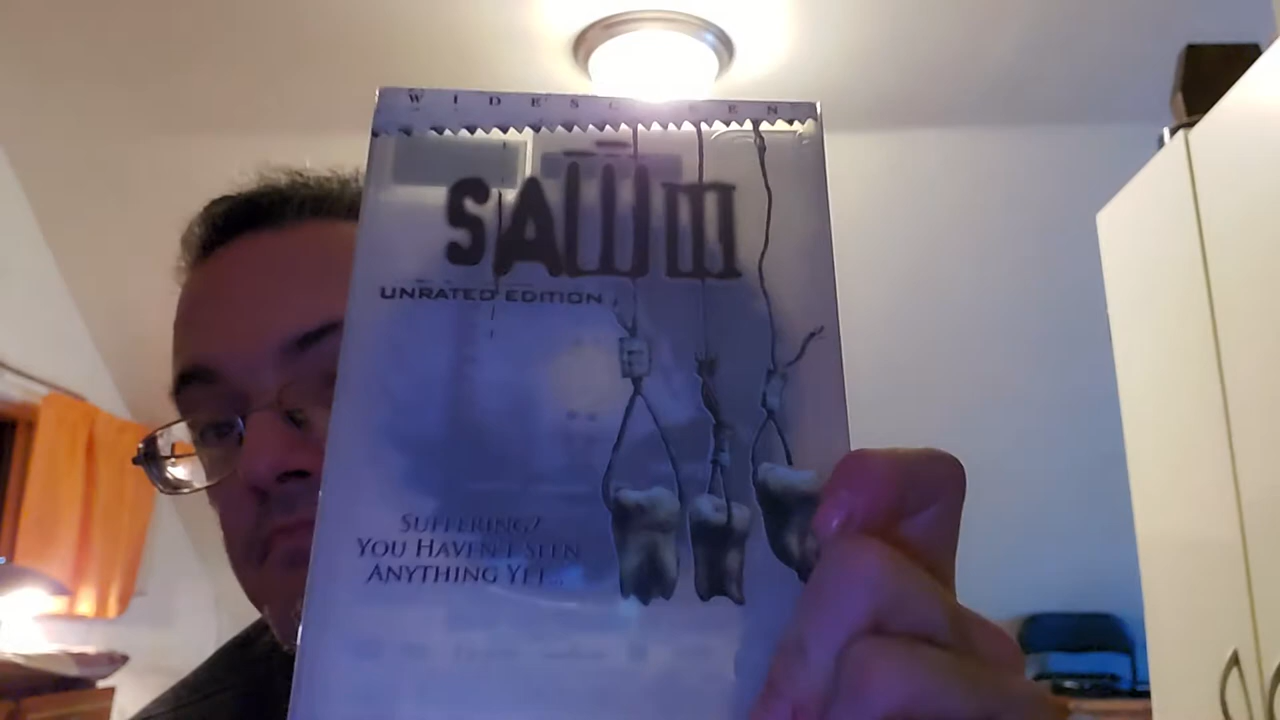 WIDESCREEN
SAW III
UNRATED EDITION
SUFFERING?
YOU HAVEN'T SEEN
ANYTHING YET...